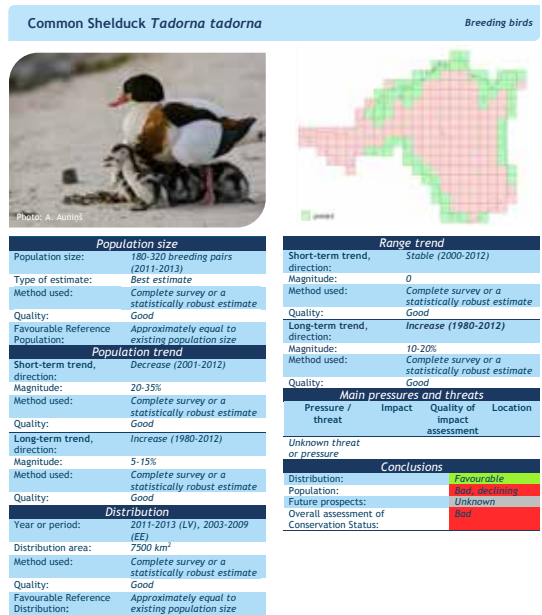 Common Shelduck Tadorna tadorna
Breeding birds
Photo: A. Auniņš
Population size
Population size: 180-320 breeding pairs
(2011-2013)
Type of estimate: Best estimate
Method used: Complete survey or a
statistically robust estimate
Quality: Good
Favourable Reference Approximately equal to
Population: existing population size
Population trend
Short-term trend, Decrease (2001-2012)
direction:
Magnitude: 20-35%
Method used: Complete survey or a
statistically robust estimate
Quality: Good
Long-term trend, Increase (1980-2012)
direction:
Magnitude: 5-15%
Method used: Complete survey or a
statistically robust estimate
Quality: Good
Distribution
Year or period: 2011-2013 (LV), 2003-2009
(EE)
Distribution area: 7500 km²
Method used: Complete survey or a
statistically robust estimate
Quality: Good
Favourable Reference Approximately equal to
Distribution: existing population size
Range trend
Short-term trend, Stable (2000-2012)
direction:
Magnitude: 0
Method used: Complete survey or a
statistically robust estimate
Quality: Good
Long-term trend, Increase (1980-2012)
direction:
Magnitude: 10-20%
Method used: Complete survey or a
statistically robust estimate
Quality: Good
Main pressures and threats
Pressure / Impact Quality of Location
threat impact
assessment
Unknown threat
or pressure
Conclusions
Distribution: Favourable
Population: Bad, declining
Future prospects: Unknown
Overall assessment of Bad
Conservation Status: